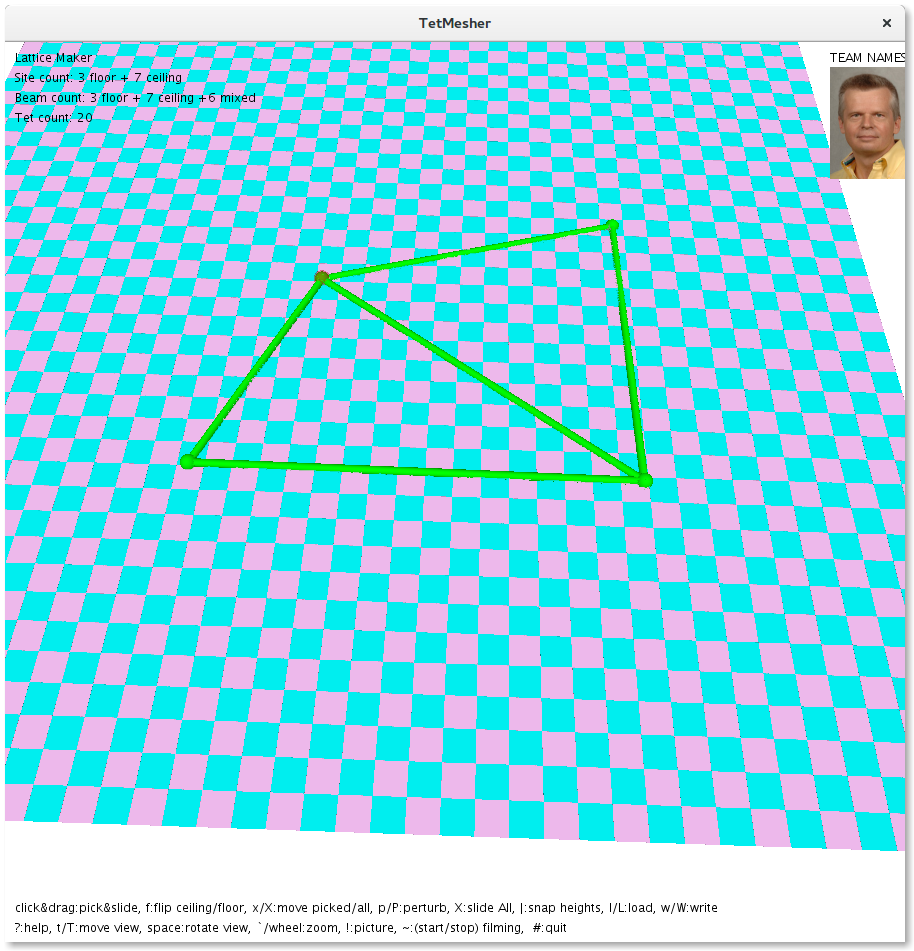 TetMesher
×
Lattice Maker
TEAM NAMES
Site count: 3 floor + 7 ceiling
Beam count: 3 floor + 7 ceiling +6 mixed
Tet count: 20
click&drag:pick&slide, f:flip ceiling/floor, x/X:move picked/all, p/P:perturb, X:slide All, |:snap heights, l/L:load, w/W:write
?:help, t/T:move view, space:rotate view, `/wheel:zoom, !:picture, ~:(start/stop) filming,  #:quit